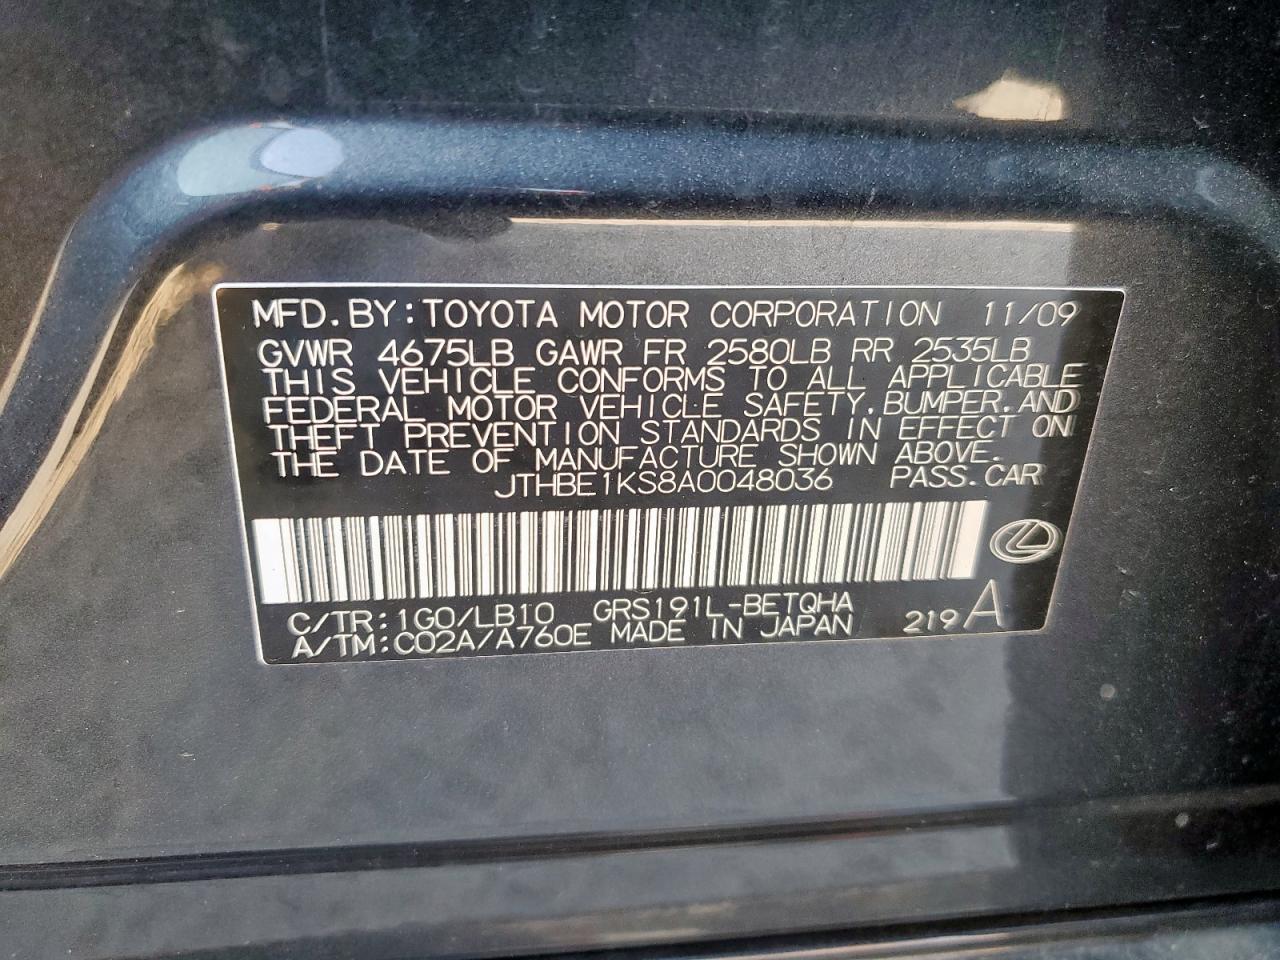 MFD. BY: TOYOTA MOTOR CORPORATION 11/09
GVWR 4675LB GAWR FR 2580LB RR 2535LB
THIS VEHICLE CONFORMS TO ALL APPLICABLE
FEDERAL MOTOR VEHICLE SAFETY, BUMPER, AND
THEFT PREVENTION STANDARDS IN EFFECT ON
THE DATE OF MANUFACTURE SHOWN ABOVE.
JTHBE1KS8A0048036 PASS. CAR
C/TR: 1G0/LB10 GRS191L-BETQHA
A/TM: C02A/A760E MADE IN JAPAN 219 A